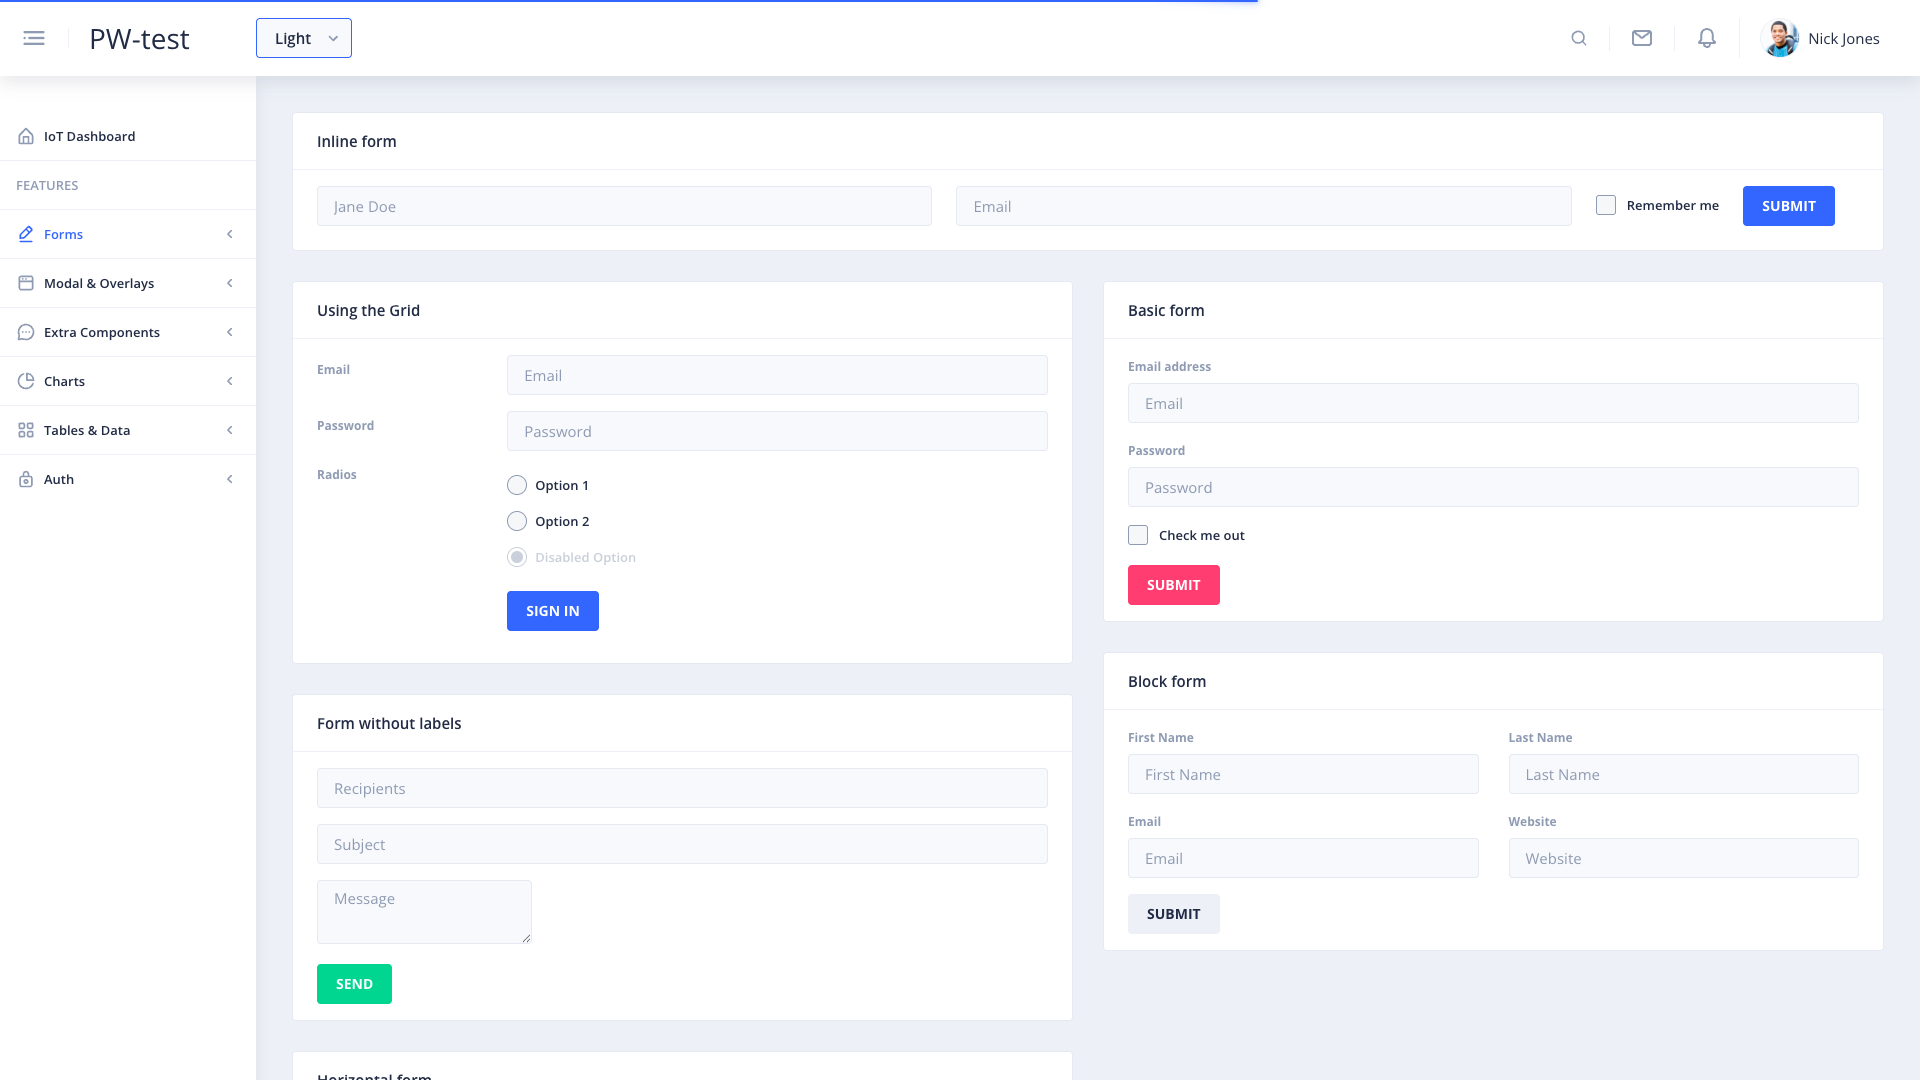 PW-test
Light
Nick Jones
IoT Dashboard
FEATURES
Forms
Modal & Overlays
Extra Components
Charts
Tables & Data
Auth
Inline form
Jane Doe
Email
Remember me
SUBMIT
Using the Grid
Email
Email
Password
Password
Radios
Option 1
Option 2
Disabled Option
SIGN IN
Basic form
Email address
Email
Password
Password
Check me out
SUBMIT
Form without labels
Recipients
Subject
Message
SEND
Block form
First Name
Last Name
First Name
Last Name
Email
Website
Email
Website
SUBMIT
Horizontal form